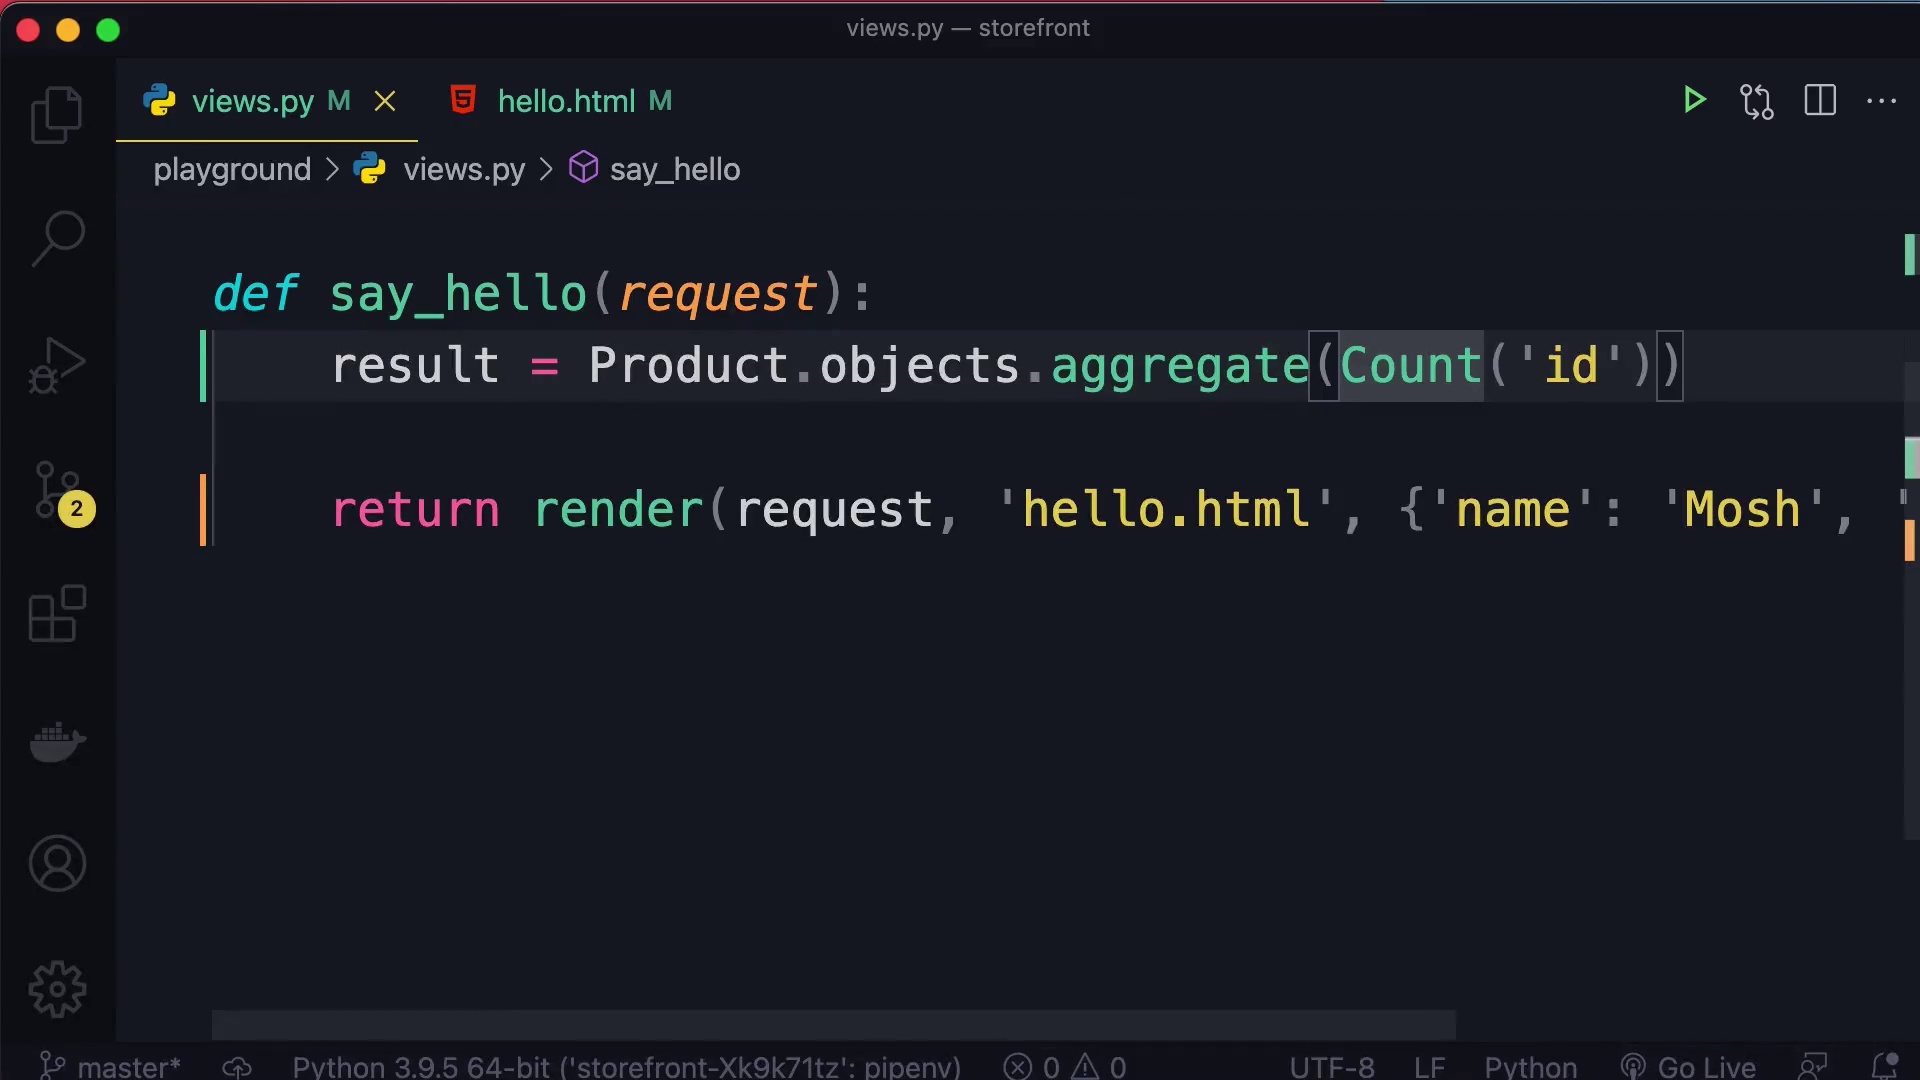 views.py — storefront
views.py M hello.html M
playground > views.py > say_hello
def say_hello(request):
result = Product.objects.aggregate(Count('id'))
return render(request, 'hello.html', {'name': 'Mosh', '
2
master* Python 3.9.5 64-bit ('storefront-Xk9k71tz': pipenv) 0 0 UTF-8 LF Python Go Live